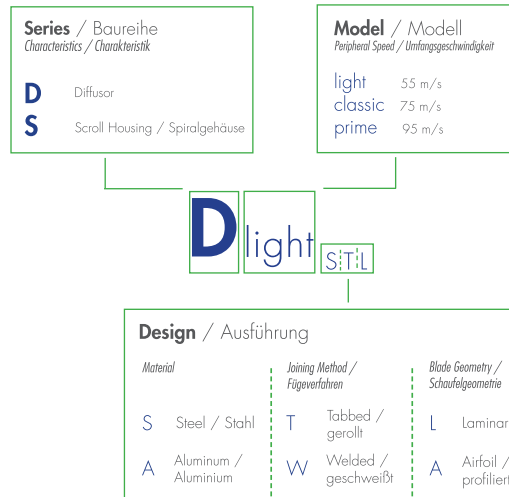 Series / Baureihe
Characteristics / Charakteristik
D Diffusor
S Scroll Housing / Spiralgehäuse
Model / Modell
Peripheral Speed / Umfangsgeschwindigkeit
light 55 m/s
classic 75 m/s
prime 95 m/s
D light S T L
Design / Ausführung
Material
S Steel / Stahl
A Aluminum /
Aluminium
Joining Method /
Fügeverfahren
T Tabbed /
gerollt
W Welded /
geschweißt
Blade Geometry /
Schaufelgeometrie
L Laminar
A Airfoil /
profiliert